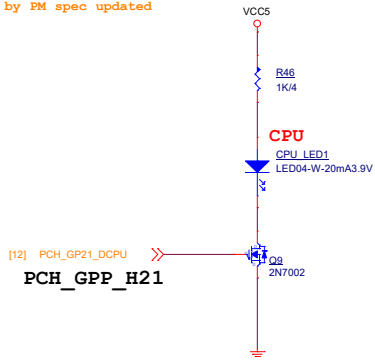 by PM spec updated
VCC5
R46
1K/4
CPU
CPU_LED1
LED04-W-20mA3.9V
[12] PCH_GP21_DCPU
PCH_GPP_H21
Q9
2N7002